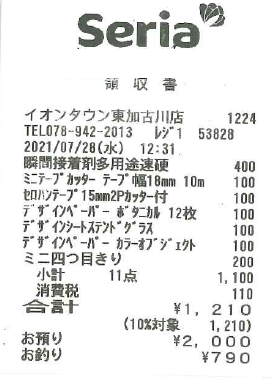 Seria
領収書
イオンタウン東加古川店 1224
TEL078-942-2013 レジ1 53828
2021/07/28(水) 12:31
瞬間接着剤多用途速硬 400
ミニテープカッター テープ幅18mm 10m 100
セロハンテープ15mm2Pカッター付 100
デザインペーパー ボタニカル 12枚 100
デザインシートステンドグラス 100
デザインペーパー カラーオブジェクト 100
ミニ四つ目きり 200
小計 11点 1,100
消費税 110
合計 ¥1,210
(10%対象 1,210)
お預り ¥2,000
お釣り ¥790